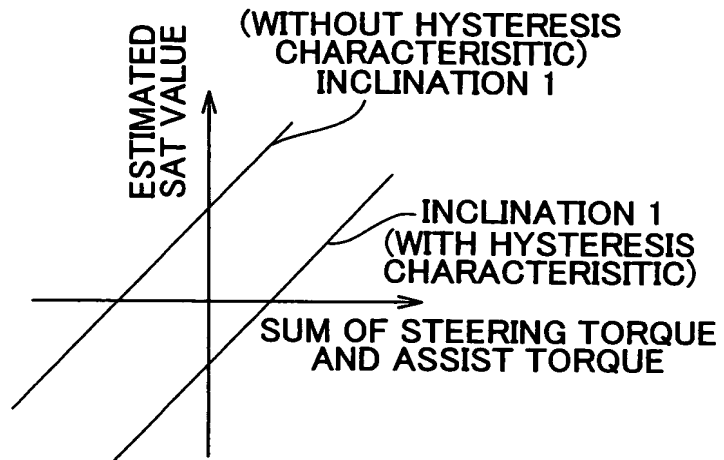 (WITHOUT HYSTERESIS
CHARACTERISITIC)
INCLINATION 1
ESTIMATED
SAT VALUE
INCLINATION 1
(WITH HYSTERESIS
CHARACTERISITIC)
SUM OF STEERING TORQUE
AND ASSIST TORQUE